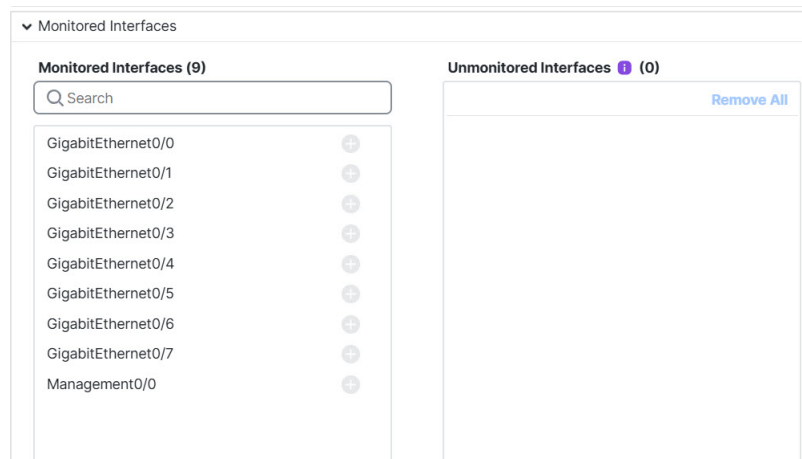 Monitored Interfaces
Monitored Interfaces (9)
Search
GigabitEthernet0/0
GigabitEthernet0/1
GigabitEthernet0/2
GigabitEthernet0/3
GigabitEthernet0/4
GigabitEthernet0/5
GigabitEthernet0/6
GigabitEthernet0/7
Management0/0
Unmonitored Interfaces i (0)
Remove All